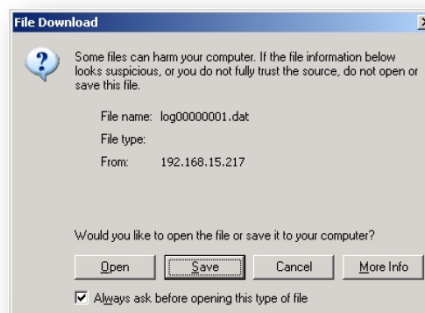 File Download
Some files can harm your computer. If the file information below
looks suspicious, or you do not fully trust the source, do not open or
save this file.
File name: log00000001.dat
File type:
From: 192.168.15.217
Would you like to open the file or save it to your computer?
Open Save Cancel More Info
Always ask before opening this type of file